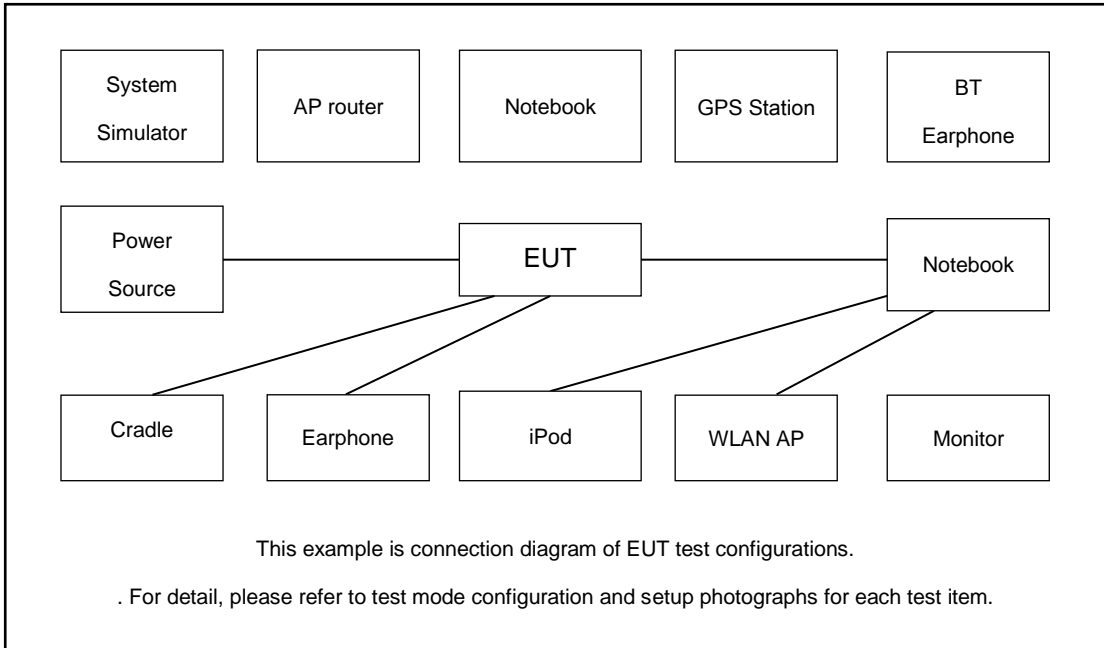 System
Simulator
AP router
Notebook
GPS Station
BT
Earphone
Power
Source
EUT
Notebook
Cradle
Earphone
iPod
WLAN AP
Monitor
This example is connection diagram of EUT test configurations.
. For detail, please refer to test mode configuration and setup photographs for each test item.